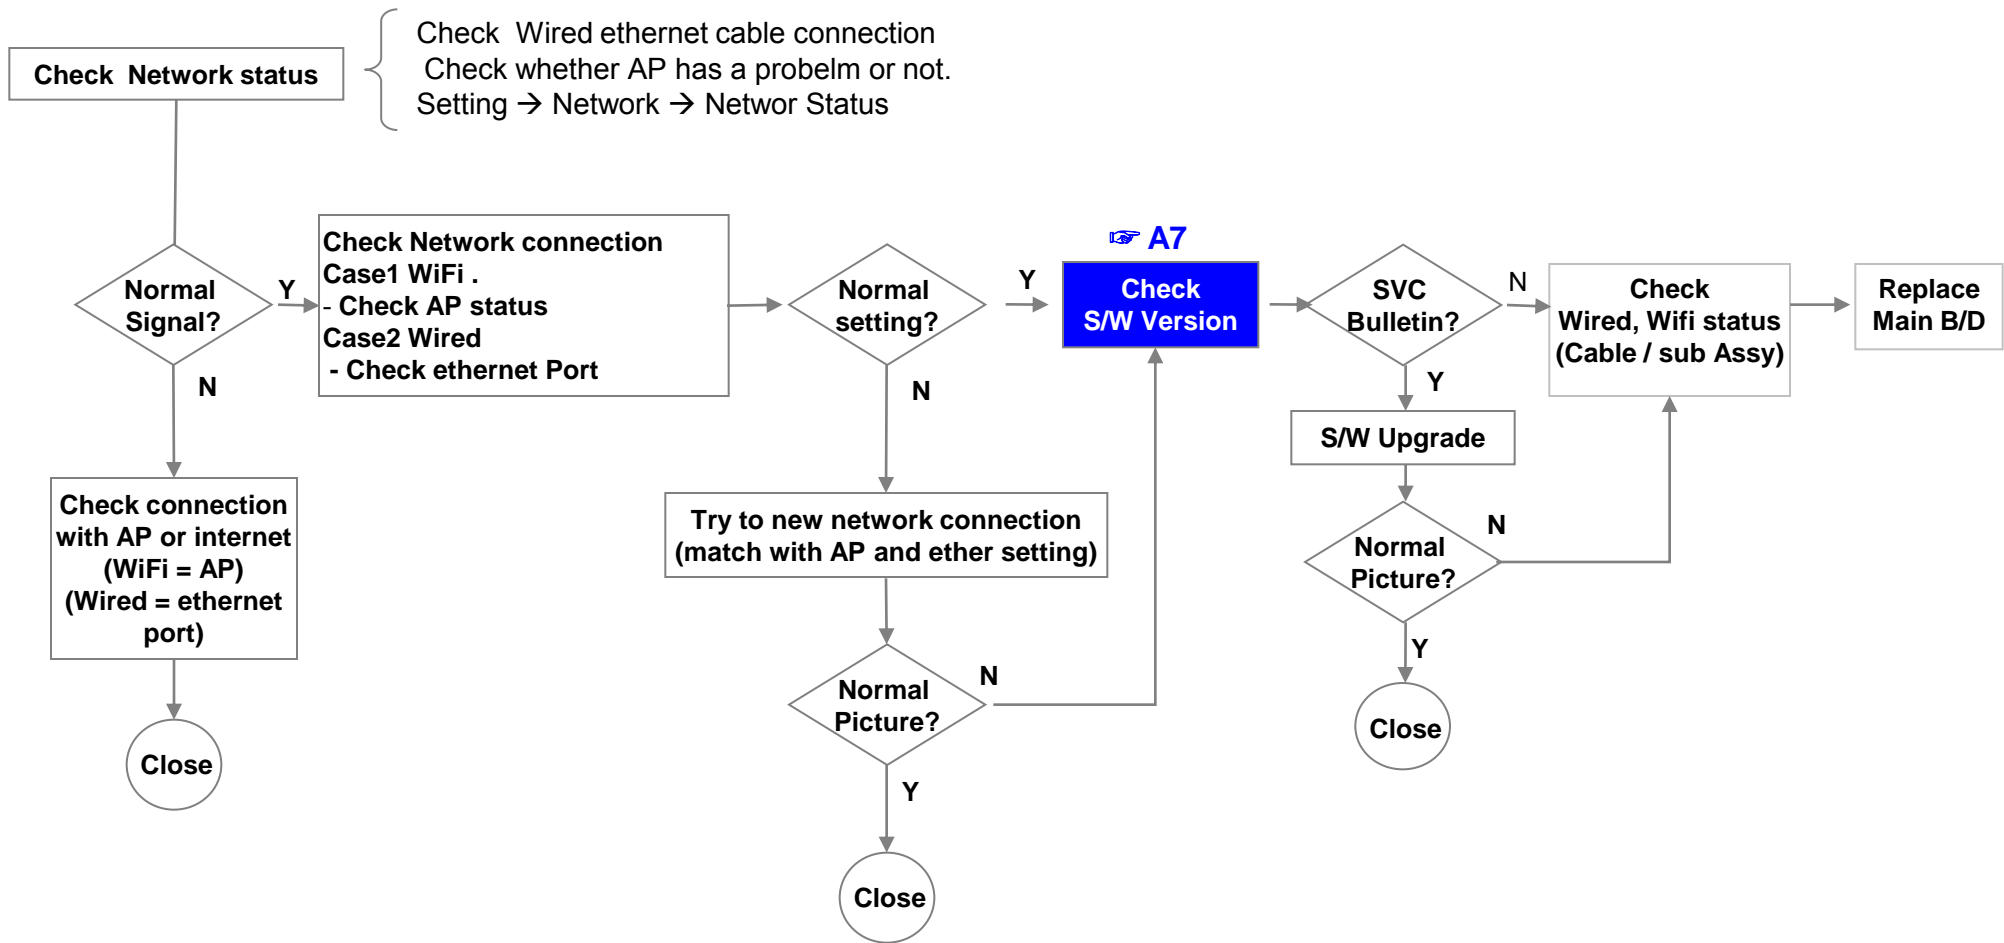 Check Network status
Check Wired ethernet cable connection
Check whether AP has a probelm or not.
Setting → Network → Networ Status
Normal
Signal?
Y
N
Check Network connection
Case1 WiFi .
- Check AP status
Case2 Wired
- Check ethernet Port
Normal
setting?
Y
N
☞ A7
Check
S/W Version
SVC
Bulletin?
N
Y
Check
Wired, Wifi status
(Cable / sub Assy)
Replace
Main B/D
S/W Upgrade
Normal
Picture?
N
Y
Close
Check connection
with AP or internet
(WiFi = AP)
(Wired = ethernet
port)
Close
Try to new network connection
(match with AP and ether setting)
Normal
Picture?
N
Y
Close